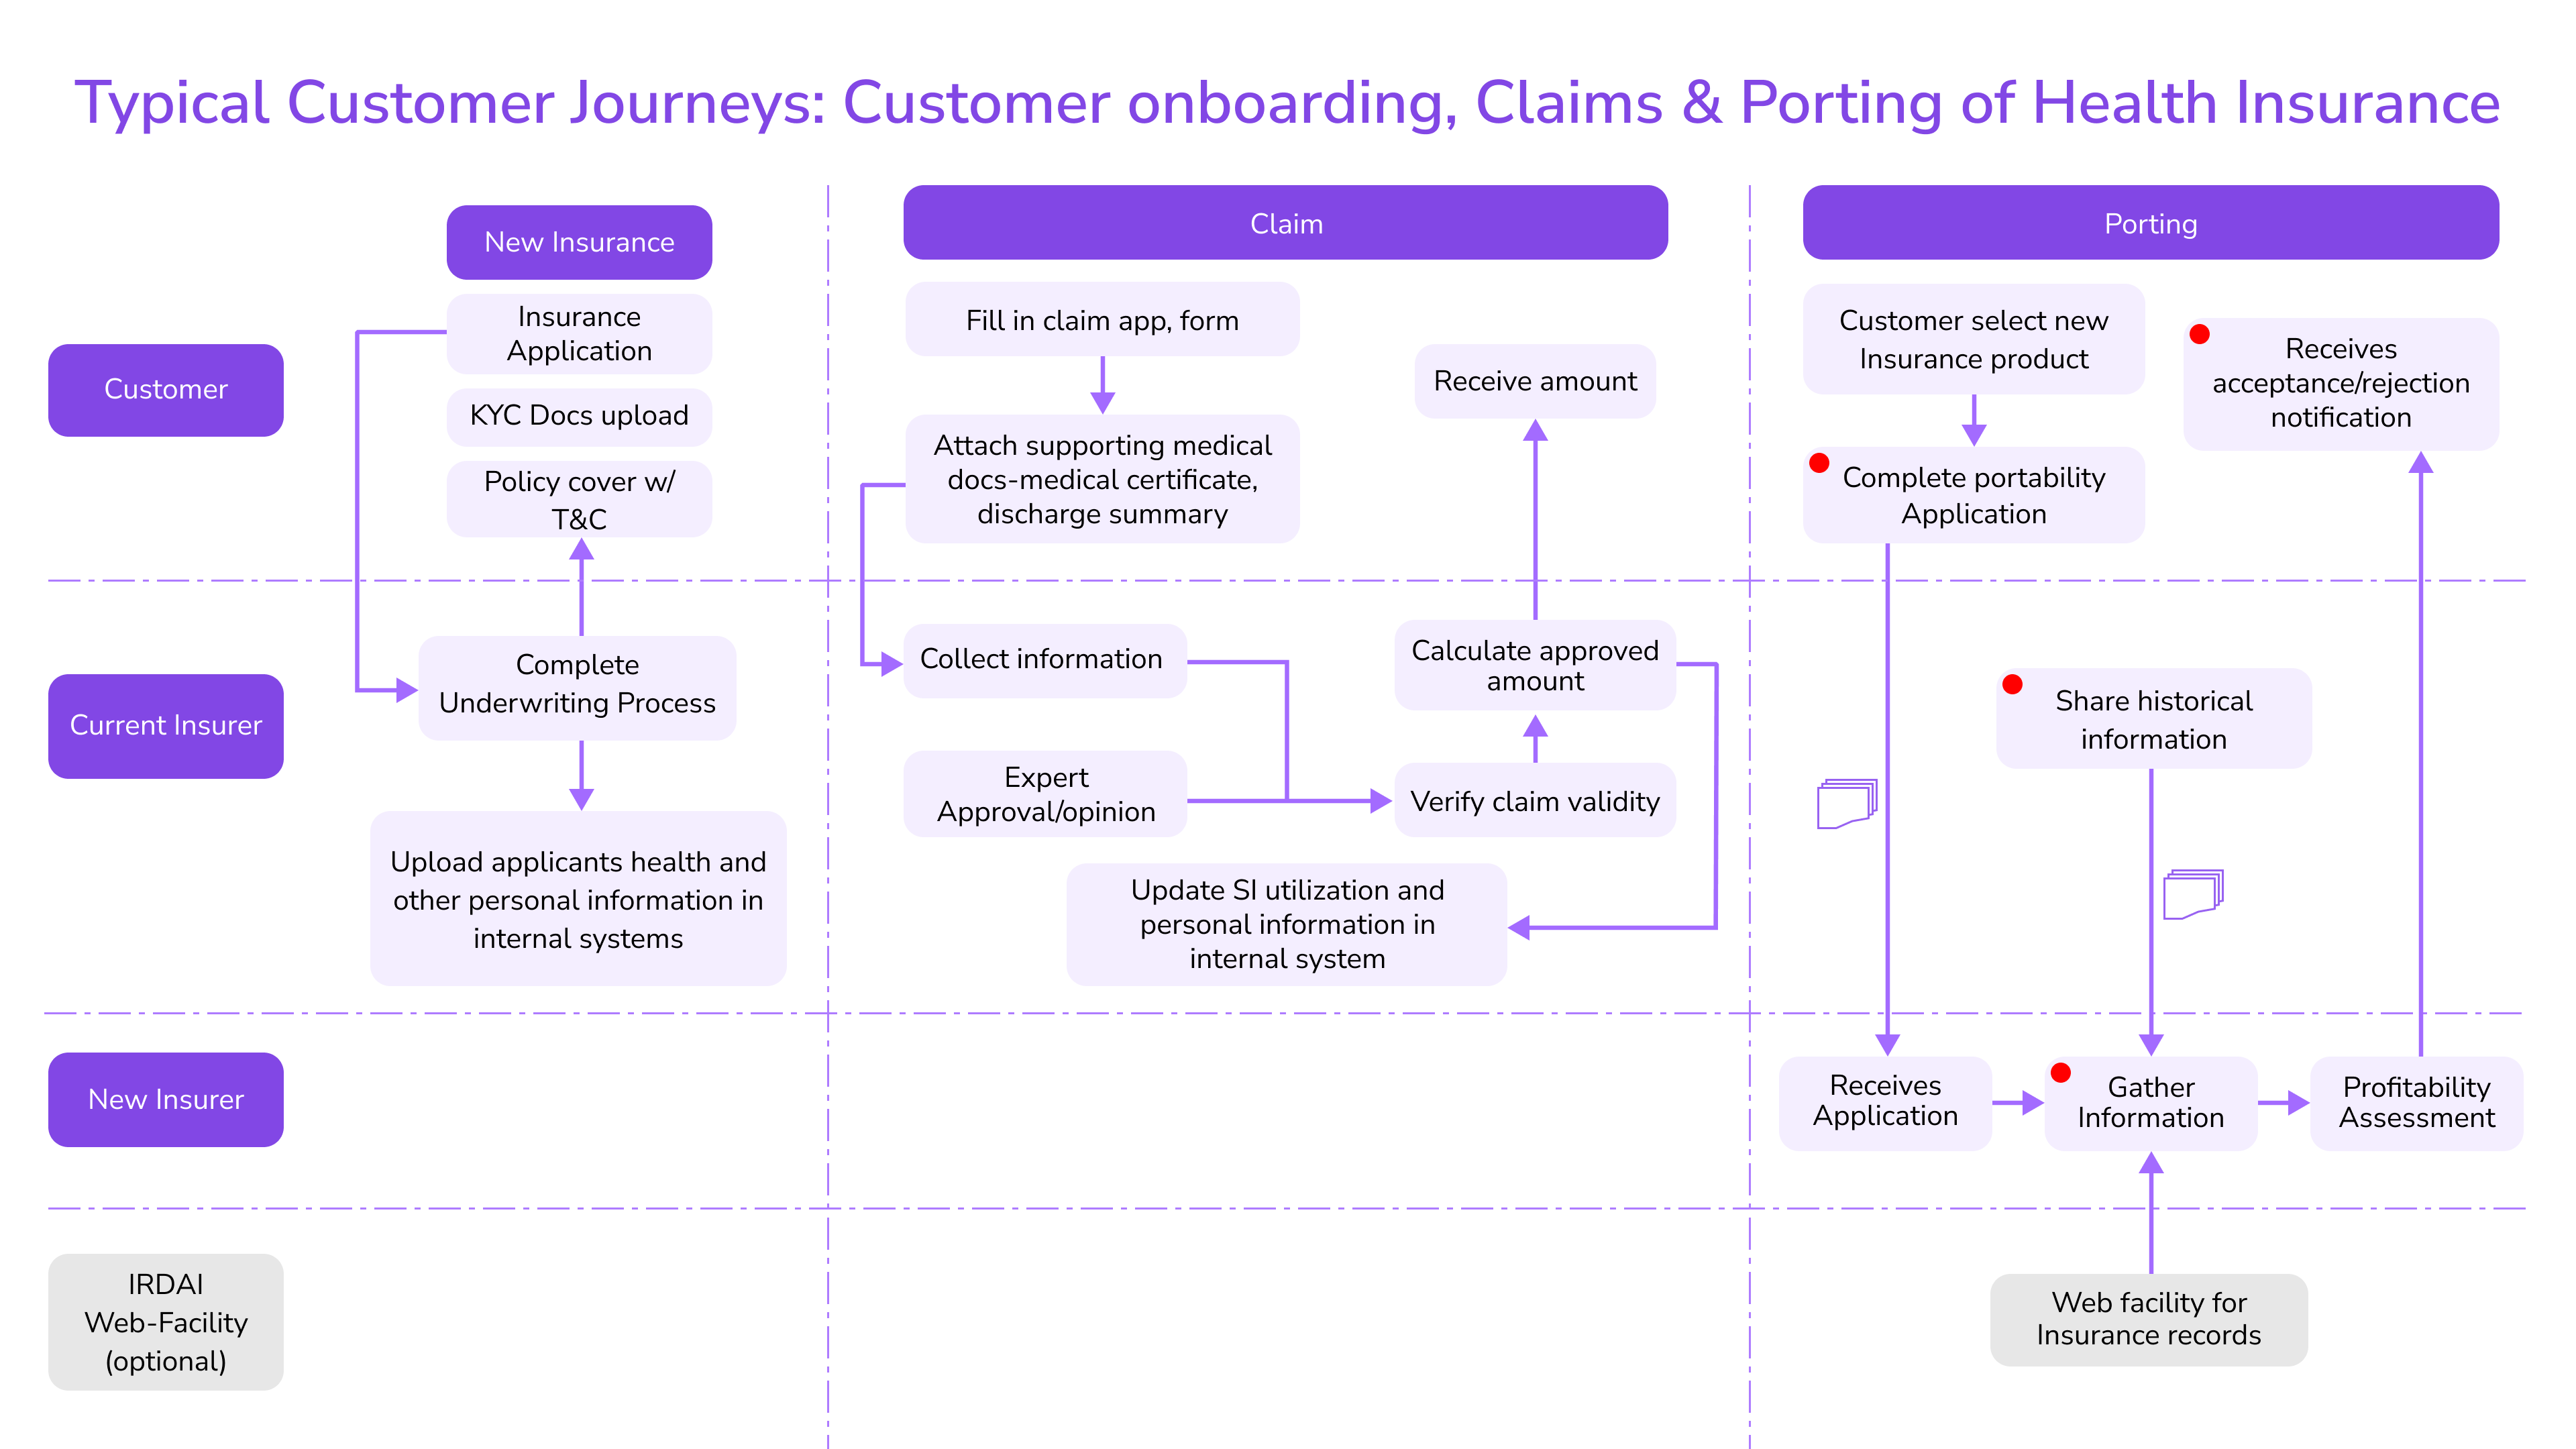 Typical Customer Journeys: Customer onboarding, Claims & Porting of Health Insurance
New Insurance
Claim
Porting
Customer
Insurance
Application
KYC Docs upload
Policy cover w/
T&C
Fill in claim app, form
Attach supporting medical
docs-medical certificate,
discharge summary
Receive amount
Customer select new
Insurance product
Complete portability
Application
Receives
acceptance/rejection
notification
Current Insurer
Complete
Underwriting Process
Upload applicants health and
other personal information in
internal systems
Collect information
Expert
Approval/opinion
Calculate approved
amount
Verify claim validity
Update SI utilization and
personal information in
internal system
Share historical
information
New Insurer
Receives
Application
Gather
Information
Profitability
Assessment
IRDAI
Web-Facility
(optional)
Web facility for
Insurance records